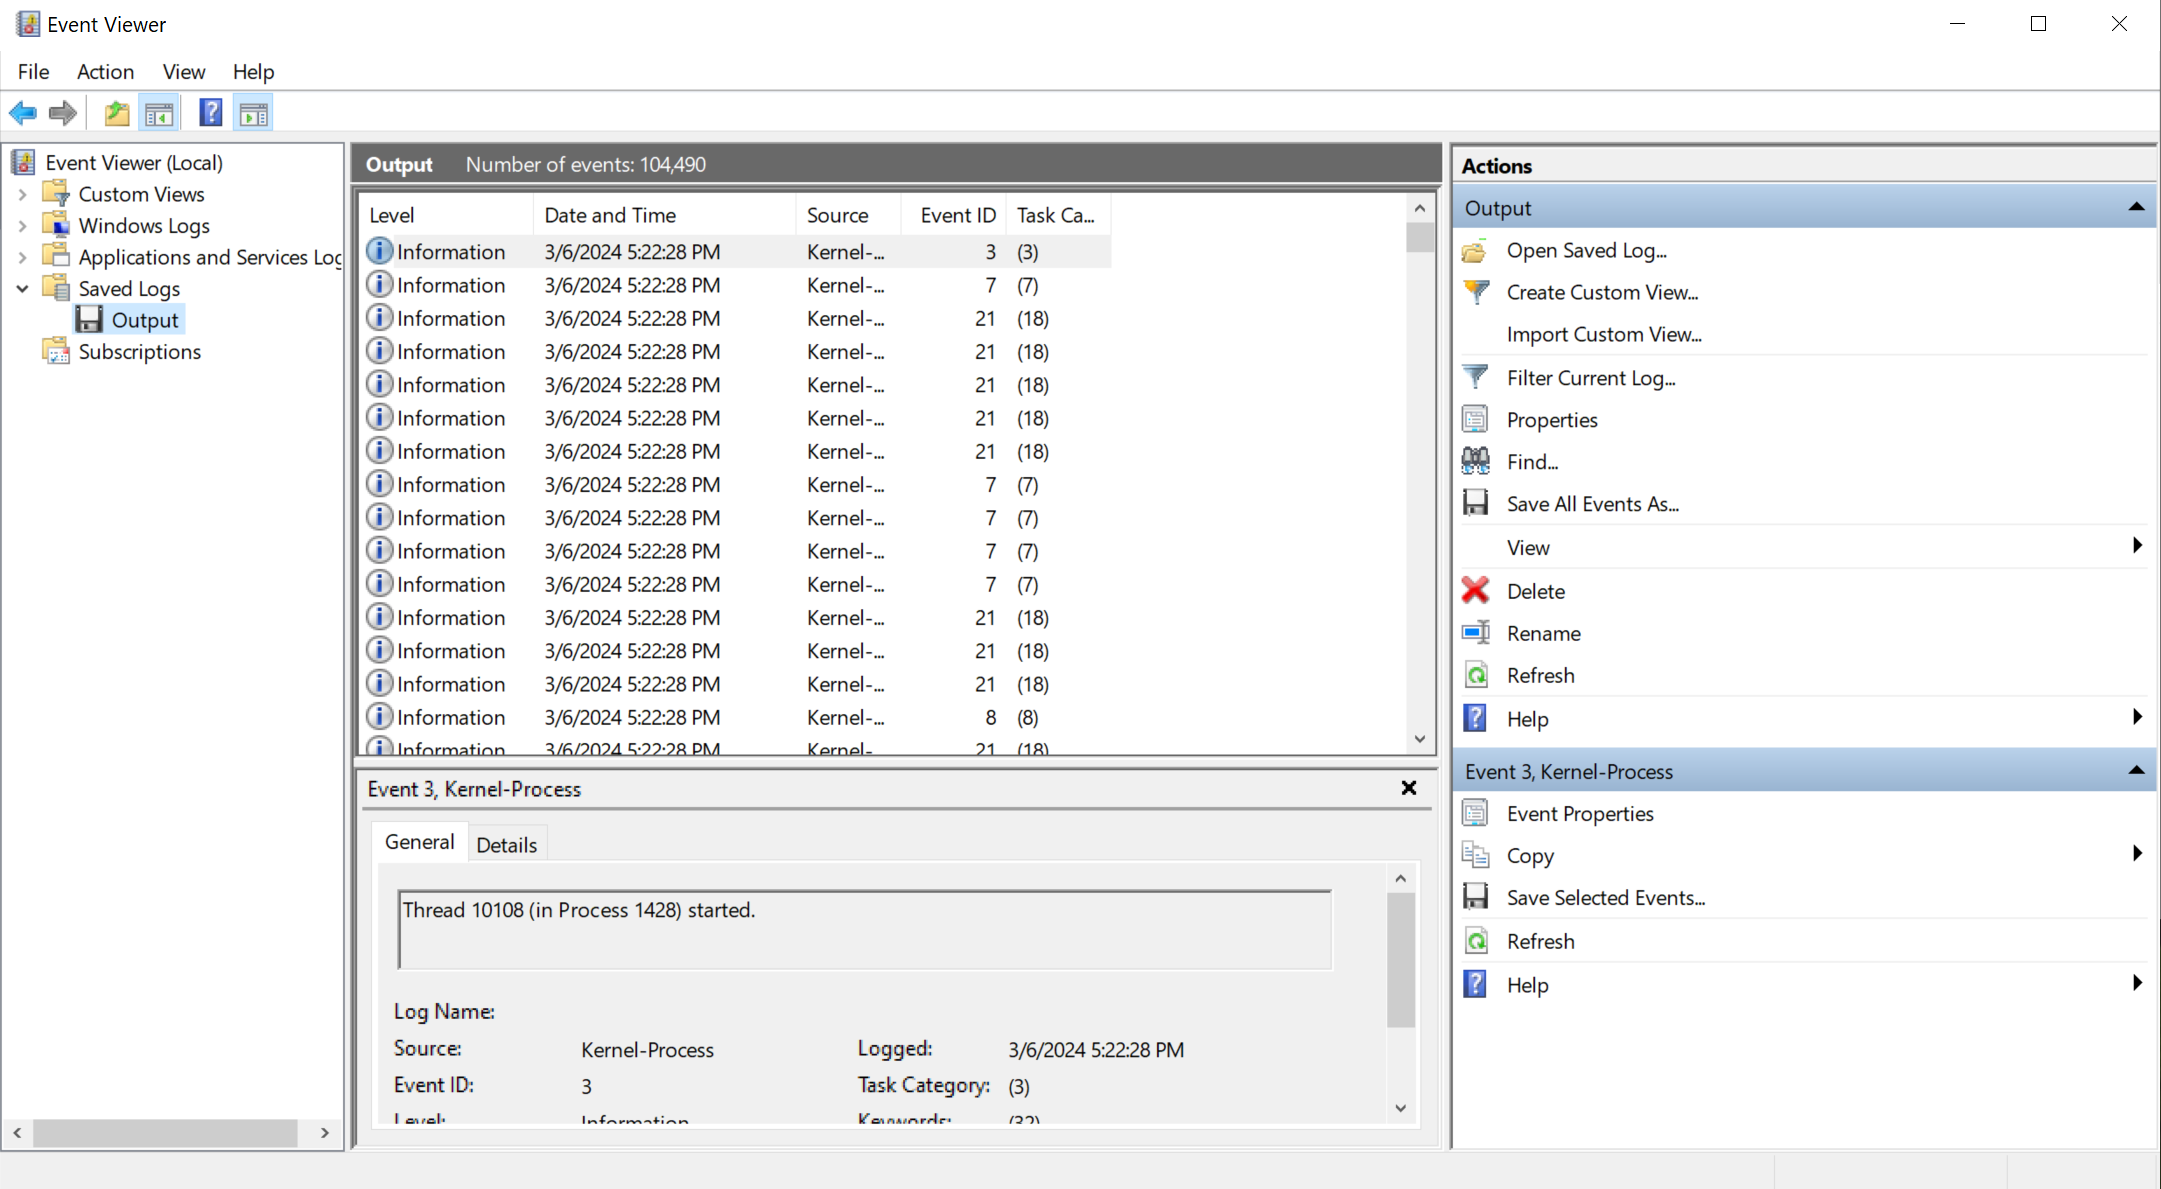 Event Viewer
File Action View Help
Event Viewer (Local)
Custom Views
Windows Logs
Applications and Services Log
Saved Logs
Output
Subscriptions
Output Number of events: 104,490
Level Date and Time Source Event ID Task Ca...
Information 3/6/2024 5:22:28 PM Kernel-... 3 (3)
Information 3/6/2024 5:22:28 PM Kernel-... 7 (7)
Information 3/6/2024 5:22:28 PM Kernel-... 21 (18)
Information 3/6/2024 5:22:28 PM Kernel-... 21 (18)
Information 3/6/2024 5:22:28 PM Kernel-... 21 (18)
Information 3/6/2024 5:22:28 PM Kernel-... 21 (18)
Information 3/6/2024 5:22:28 PM Kernel-... 21 (18)
Information 3/6/2024 5:22:28 PM Kernel-... 7 (7)
Information 3/6/2024 5:22:28 PM Kernel-... 7 (7)
Information 3/6/2024 5:22:28 PM Kernel-... 7 (7)
Information 3/6/2024 5:22:28 PM Kernel-... 7 (7)
Information 3/6/2024 5:22:28 PM Kernel-... 21 (18)
Information 3/6/2024 5:22:28 PM Kernel-... 21 (18)
Information 3/6/2024 5:22:28 PM Kernel-... 21 (18)
Information 3/6/2024 5:22:28 PM Kernel-... 8 (8)
Information 3/6/2024 5:22:28 PM Kernel- 21 (18)
Event 3, Kernel-Process
General Details
Thread 10108 (in Process 1428) started.
Log Name:
Source: Kernel-Process Logged: 3/6/2024 5:22:28 PM
Event ID: 3 Task Category: (3)
Level: Information Keywords: (32)
Actions
Output
Open Saved Log...
Create Custom View...
Import Custom View...
Filter Current Log...
Properties
Find...
Save All Events As...
View
Delete
Rename
Refresh
Help
Event 3, Kernel-Process
Event Properties
Copy
Save Selected Events...
Refresh
Help